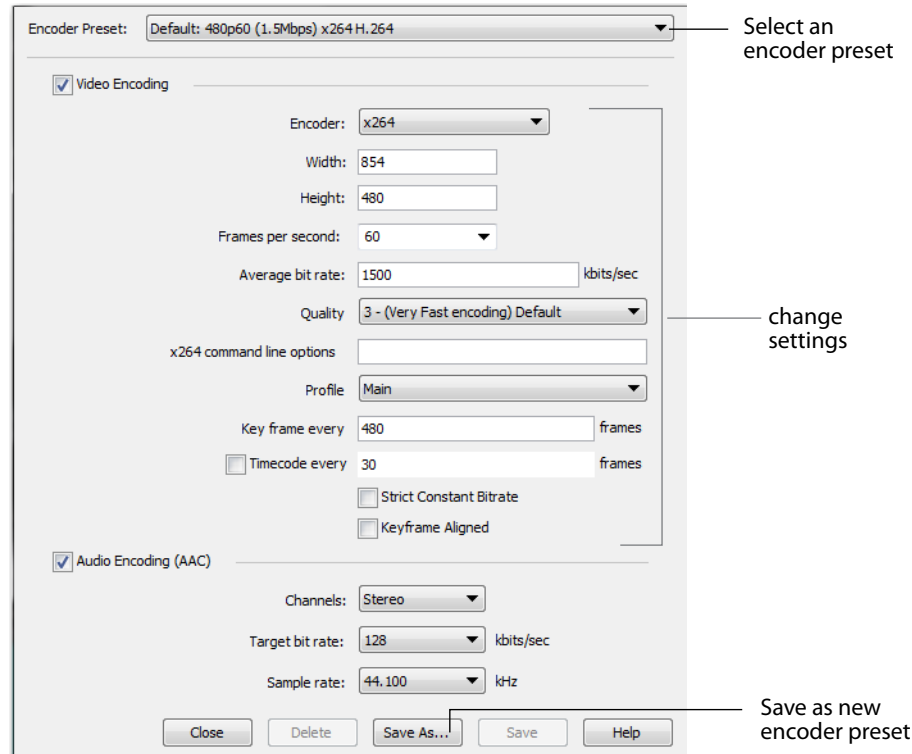 Encoder Preset: Default: 480p60 (1.5Mbps) x264 H.264
Select an
encoder preset
Video Encoding
Encoder: x264
Width: 854
Height: 480
Frames per second: 60
Average bit rate: 1500 kbits/sec
Quality 3 - (Very Fast encoding) Default
change
settings
x264 command line options
Profile Main
Key frame every 480 frames
Timecode every 30 frames
Strict Constant Bitrate
Keyframe Aligned
Audio Encoding (AAC)
Channels: Stereo
Target bit rate: 128 kbits/sec
Sample rate: 44.100 kHz
Save as new
encoder preset
Close Delete Save As... Save Help